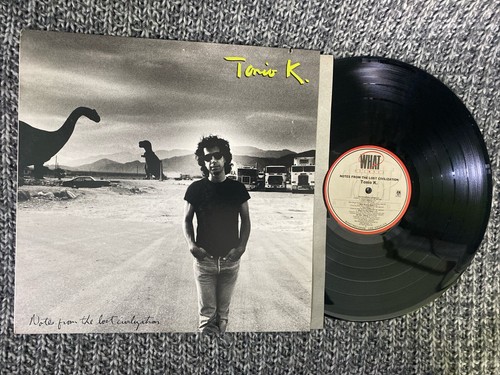 Tonio K.
Notes from the lost civilization
WHAT
NOTES FROM THE LOST CIVILIZATION
Tonio K.